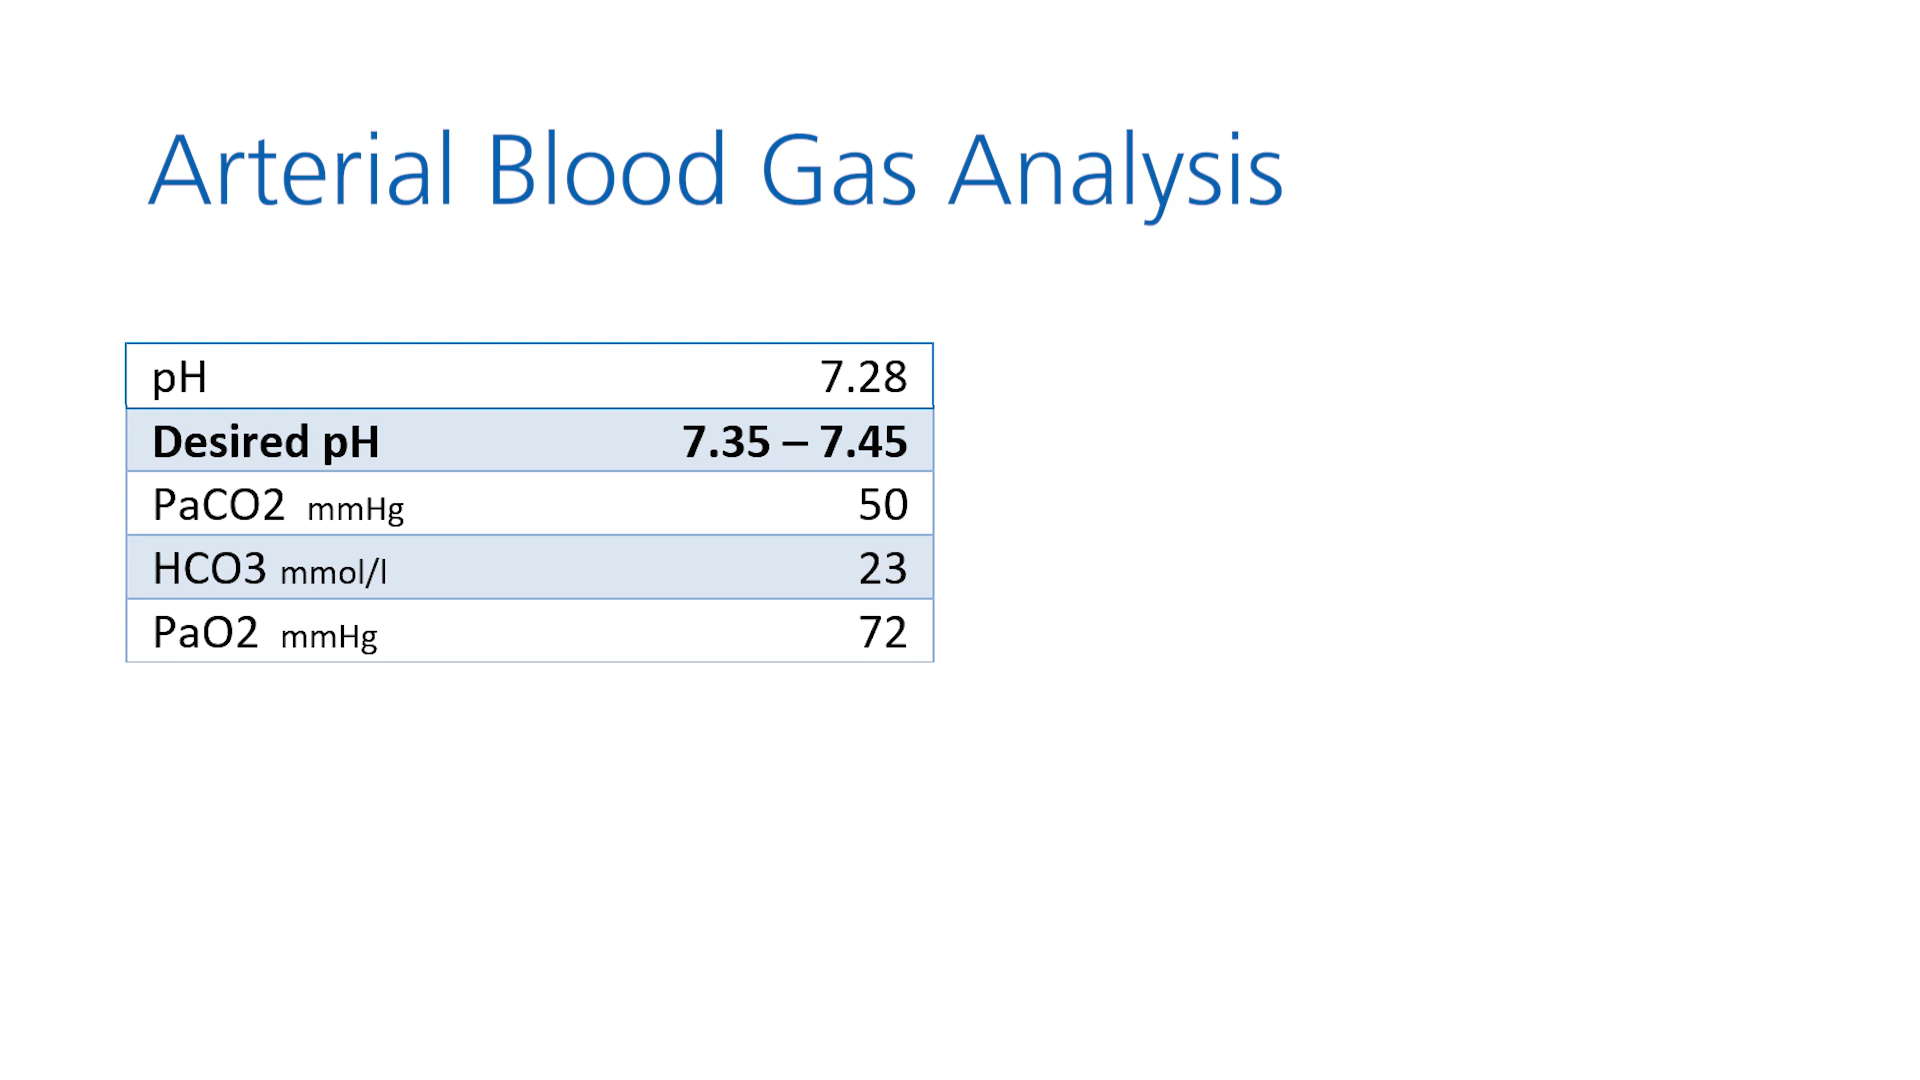 Arterial Blood Gas Analysis
pH 7.28
Desired pH 7.35 – 7.45
PaCO2 mmHg 50
HCO3 mmol/l 23
PaO2 mmHg 72